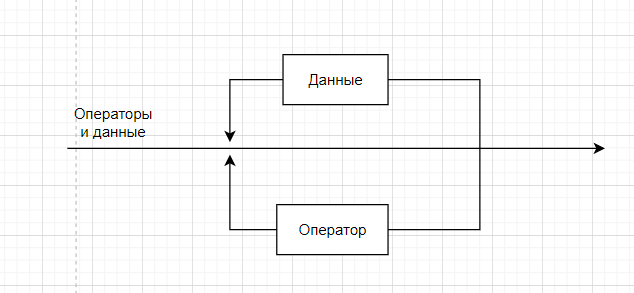 Данные
Операторы
и данные
Оператор